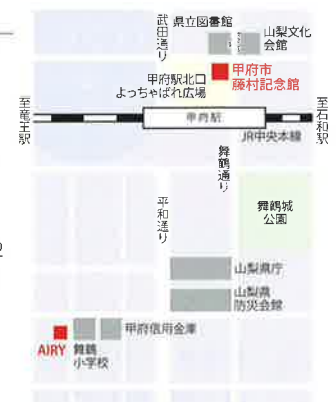 武田通り
県立図書館
山梨文化
会館
甲府市
藤村記念館
甲府駅北口
よっちゃばれ広場
至竜王駅
甲府駅
至石和駅
JR中央本線
舞鶴通り
平和通り
舞鶴城
公園
山梨県庁
山梨県
防災会館
甲府信用金庫
AIRY
舞鶴
小学校